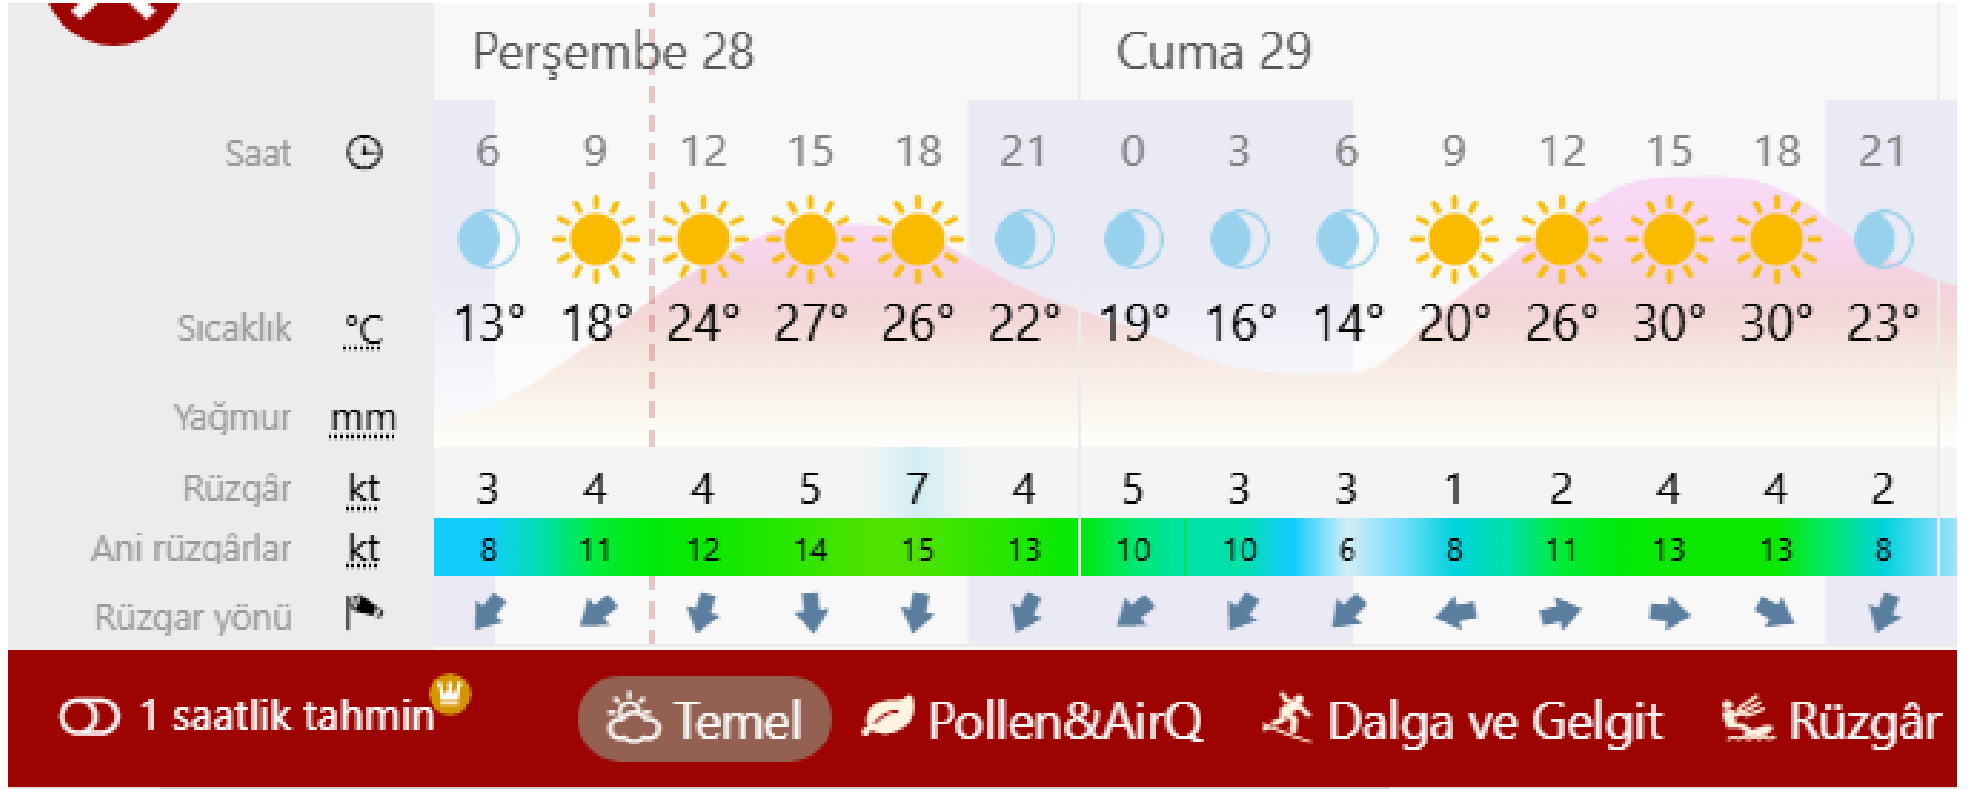 Perşembe 28 Cuma 29
Saat 6 9 12 15 18 21 0 3 6 9 12 15 18 21
Sıcaklık °C 13° 18° 24° 27° 26° 22° 19° 16° 14° 20° 26° 30° 30° 23°
Yağmur mm
Rüzgâr kt 3 4 4 5 7 4 5 3 3 1 2 4 4 2
Ani rüzgârlar kt 8 11 12 14 15 13 10 10 6 8 11 13 13 8
Rüzgar yönü
1 saatlik tahmin Temel Pollen&AirQ Dalga ve Gelgit Rüzgâr